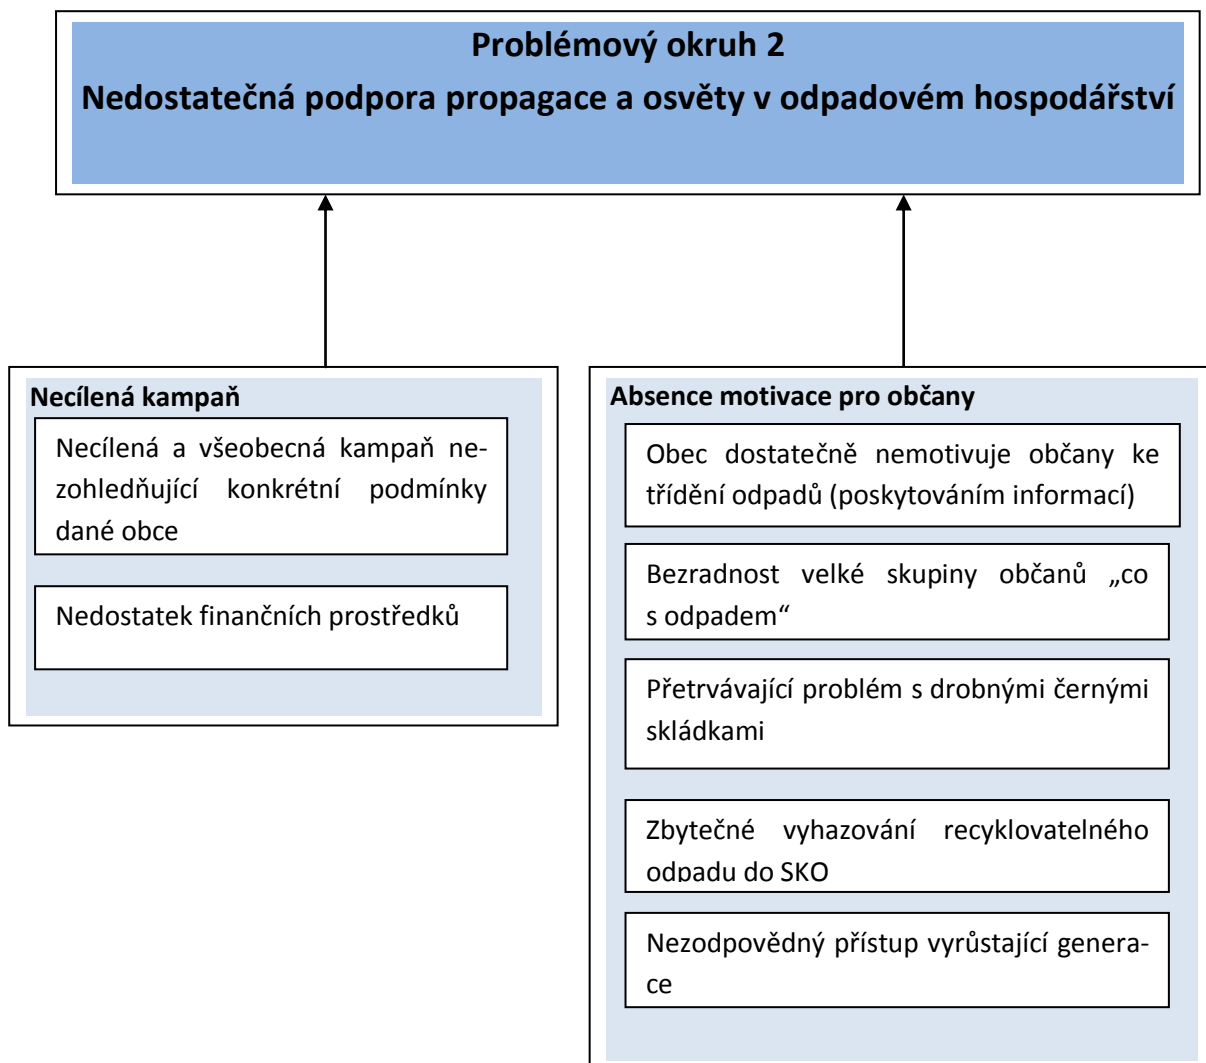 Problémový okruh 2
Nedostatečná podpora propagace a osvěty v odpadovém hospodářství
Necílená kampaň
Necílená a všeobecná kampaň ne-
zohledňující konkrétní podmínky
dané obce
Nedostatek finančních prostředků
Absence motivace pro občany
Obec dostatečně nemotivuje občany ke
třídění odpadů (poskytováním informací)
Bezradnost velké skupiny občanů „co
s odpadem“
Přetrvávající problém s drobnými černými
skládkami
Zbytečné vyhazování recyklovatelného
odpadu do SKO
Nezodpovědný přístup vyrůstající genera-
ce